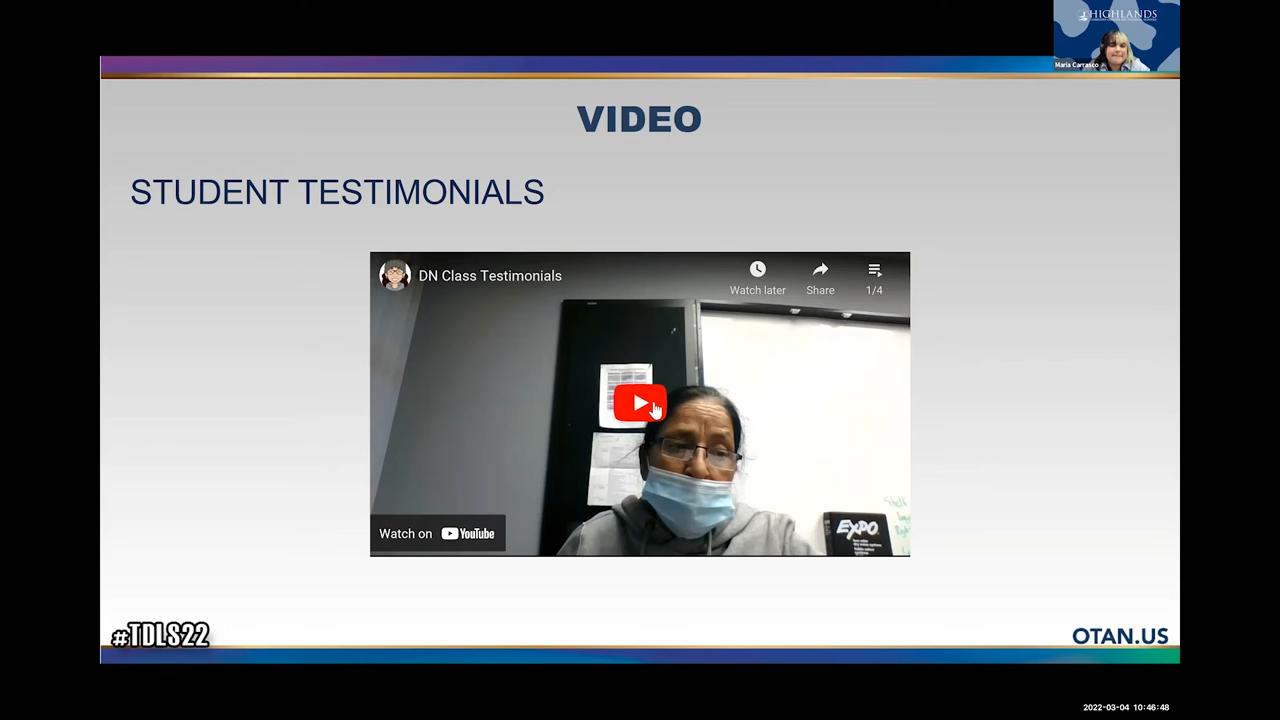 HIGHLANDS
Maria Carrasco
VIDEO
STUDENT TESTIMONIALS
DN Class Testimonials
Watch later
Share
1/4
EXPO
Watch on YouTube
#TDLS22
OTAN.US
2022-03-04 10:46:48